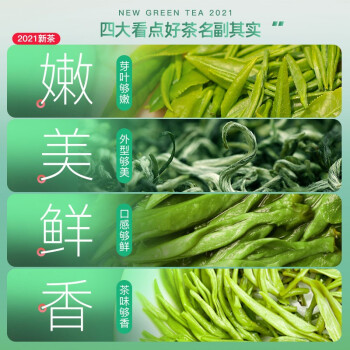 NEW GREEN TEA 2021
四大看点好茶名副其实
2021新茶
嫩
芽叶够嫩
美
外型够美
鲜
口感够鲜
香
茶味够香